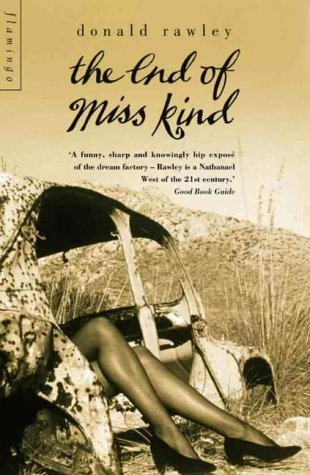 flamingo
donald rawley
the End of
Miss Kind
‘A funny, sharp and knowingly hip exposé
of the dream factory – Rawley is a Nathanael
West of the 21st century.’
Good Book Guide